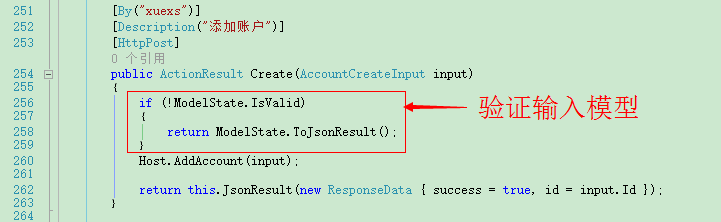 251 [By("xuexs")]
252 [Description("添加账户")]
253 [HttpPost]
0 个引用
254 public ActionResult Create(AccountCreateInput input)
255 {
256 if (!ModelState.IsValid)
257 {
258 return ModelState.ToJsonResult();
259 }
260 Host.AddAccount(input);
261
262 return this.JsonResult(new ResponseData { success = true, id = input.Id });
263 }
264
验证输入模型